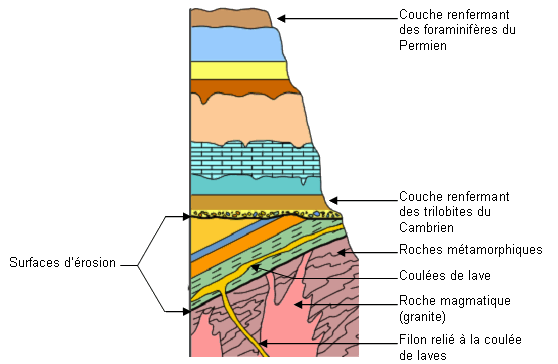 Couche renfermant
des foraminifères du
Permien
Couche renfermant
des trilobites du
Cambrien
Roches métamorphiques
Surfaces d'érosion
Coulées de lave
Roche magmatique
(granite)
Filon relié à la coulée
de laves